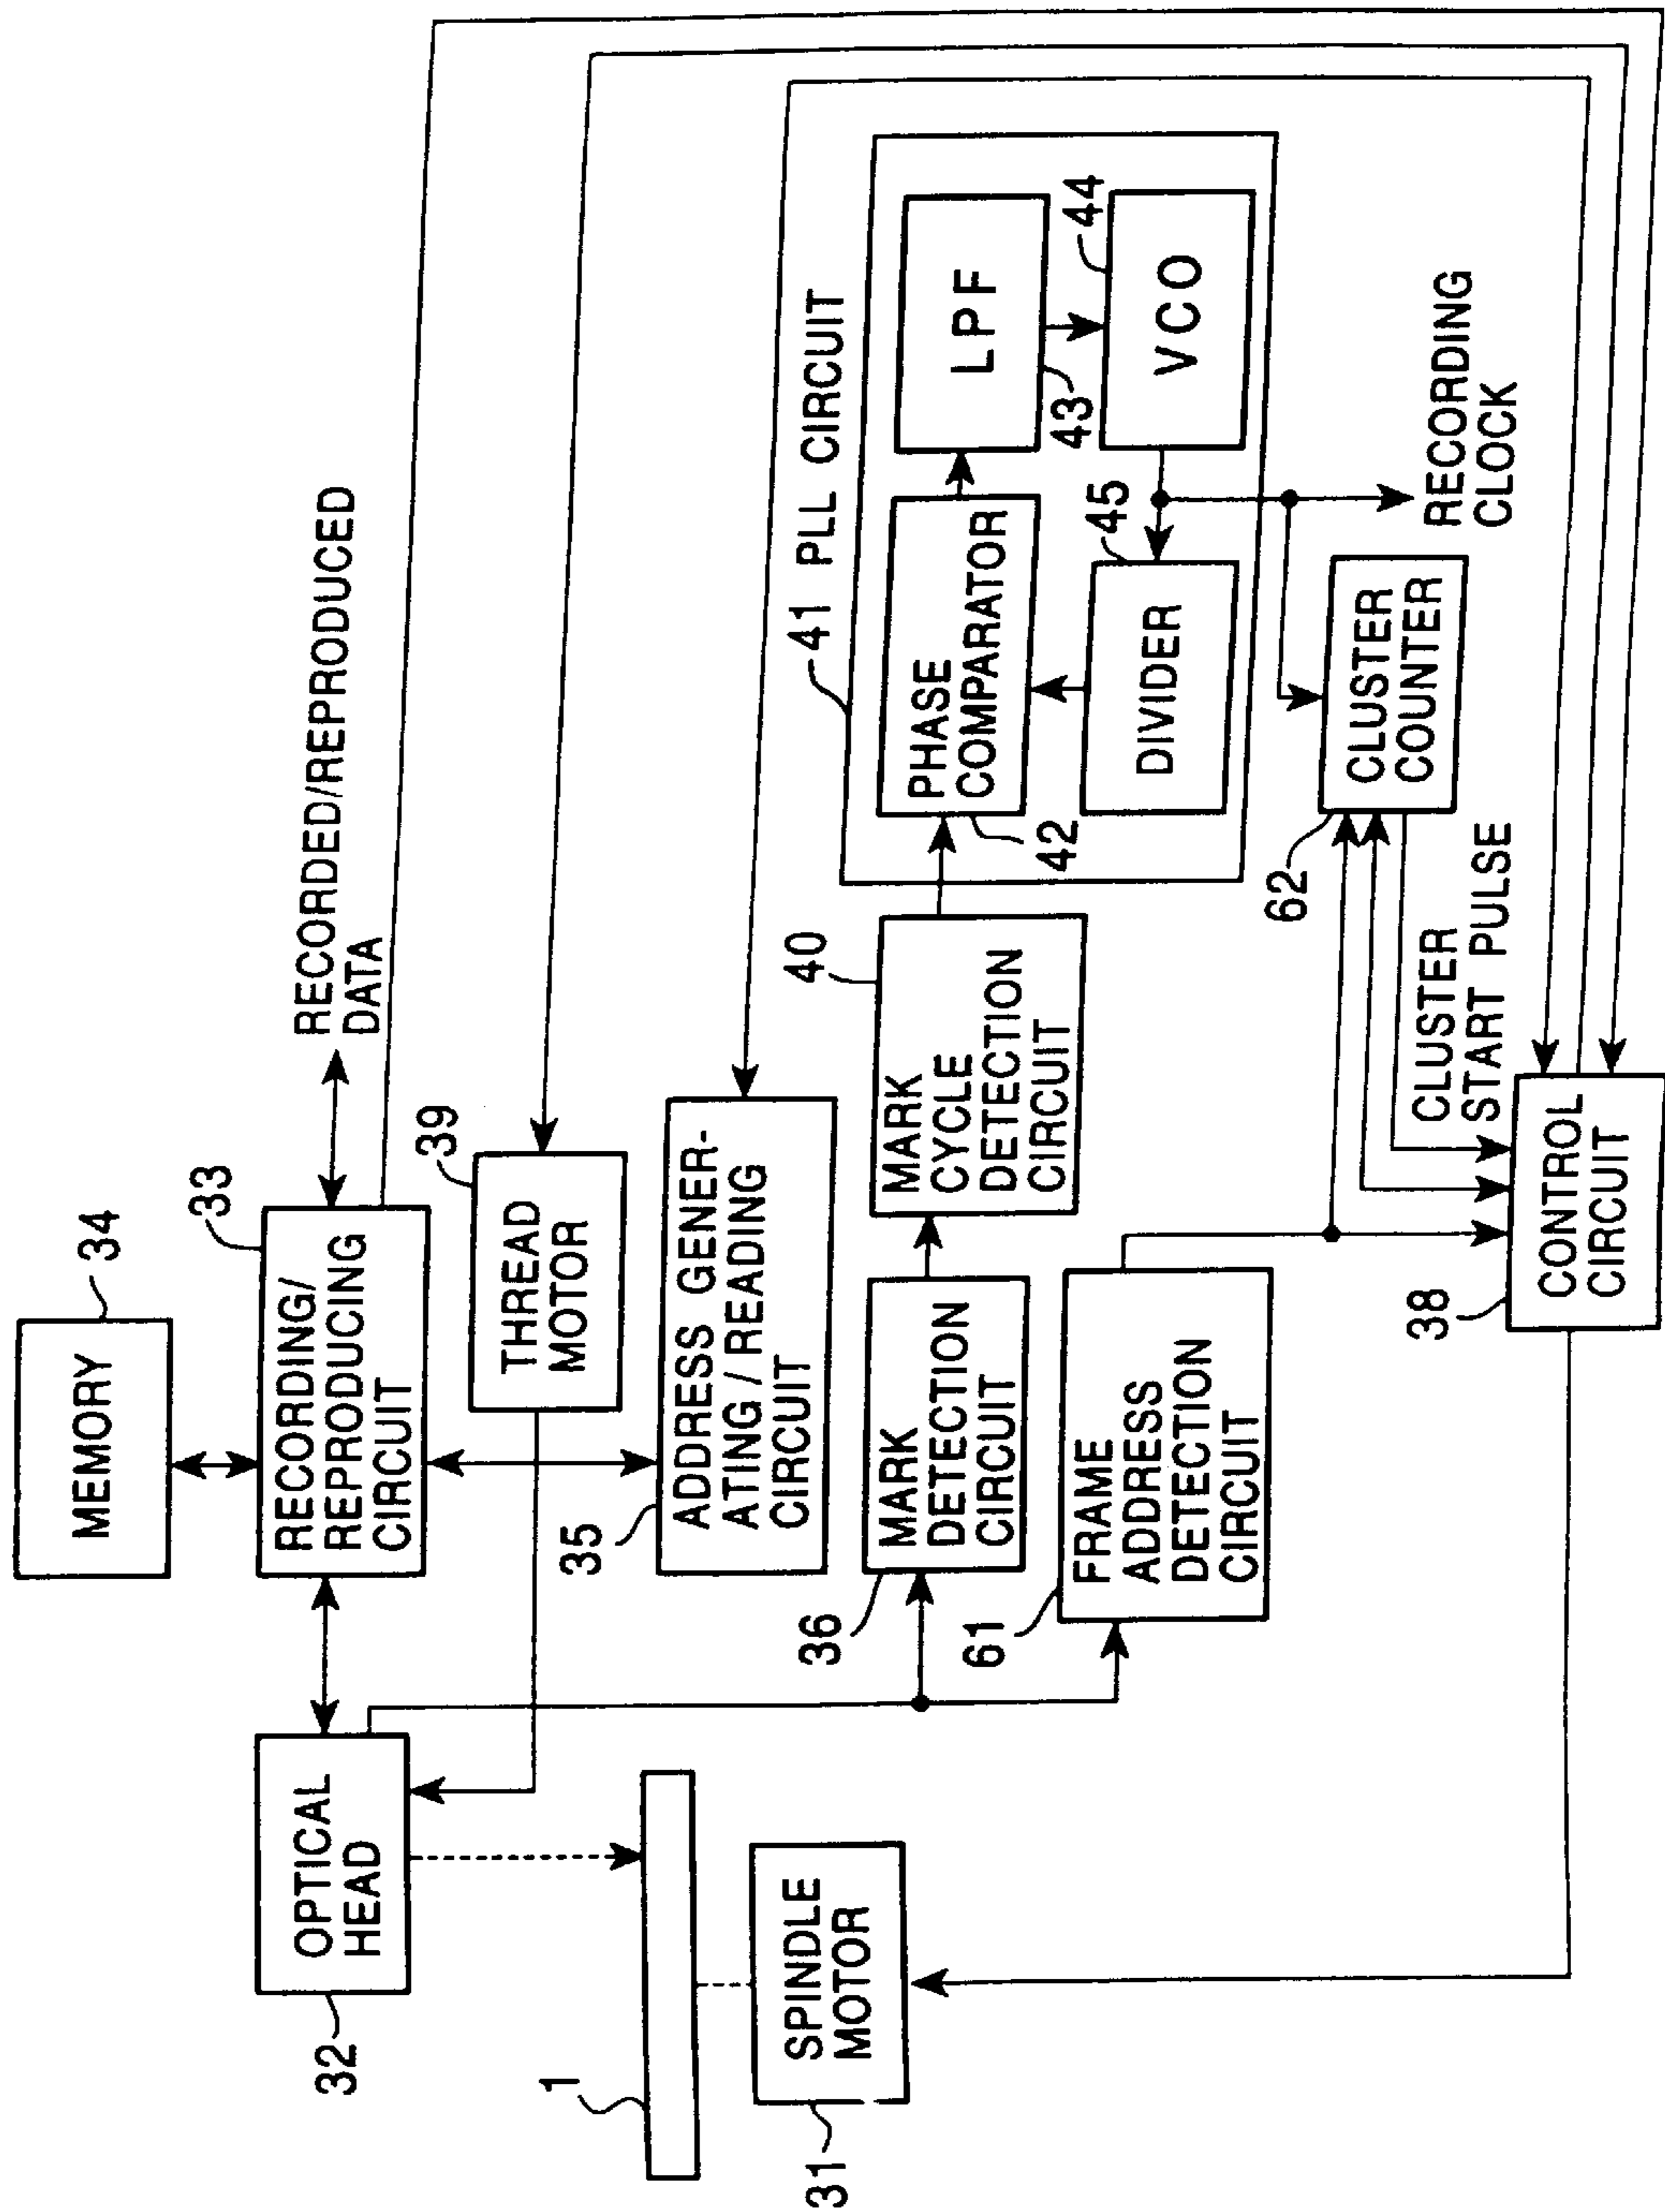 MEMORY
34
RECORDING/
REPRODUCING
CIRCUIT
33
RECORDED/REPRODUCED
DATA
OPTICAL
HEAD
32
THREAD
MOTOR
39
1
ADDRESS GENER-
ATING / READING
CIRCUIT
35
SPINDLE
MOTOR
31
MARK
DETECTION
CIRCUIT
36
MARK
CYCLE
DETECTION
CIRCUIT
40
41 PLL CIRCUIT
PHASE
COMPARATOR
42
LPF
43
VCO
44
DIVIDER
45
FRAME
ADDRESS
DETECTION
CIRCUIT
61
CLUSTER
COUNTER
62
RECORDING
CLOCK
CLUSTER
START PULSE
CONTROL
CIRCUIT
38